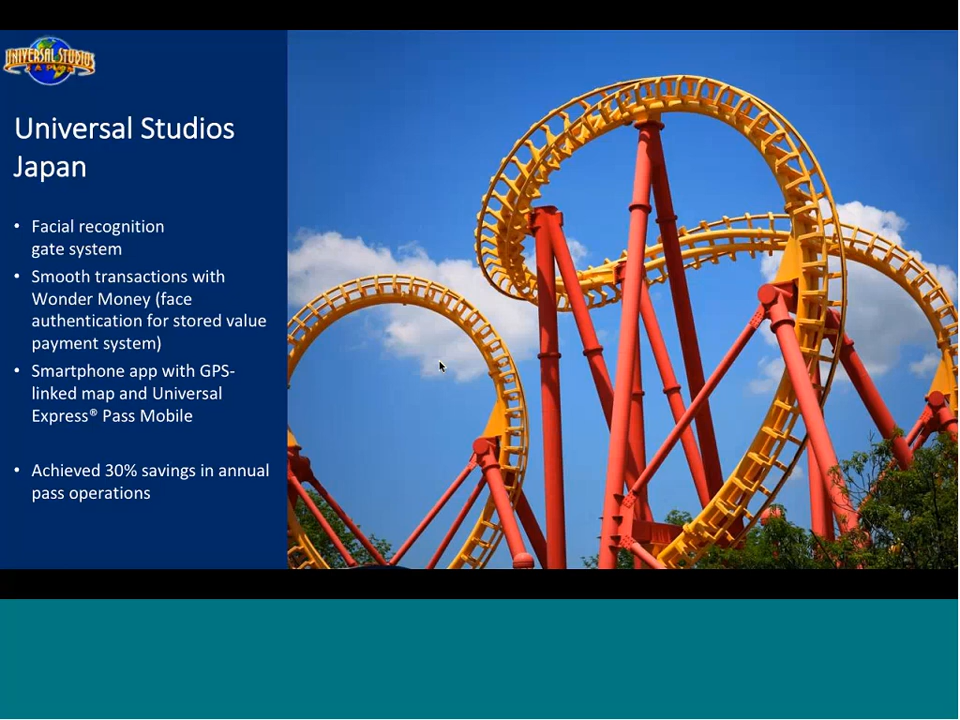 UNIVERSAL STUDIOS
JAPAN
Universal Studios
Japan
• Facial recognition
gate system
• Smooth transactions with
Wonder Money (face
authentication for stored value
payment system)
• Smartphone app with GPS-
linked map and Universal
Express® Pass Mobile
• Achieved 30% savings in annual
pass operations